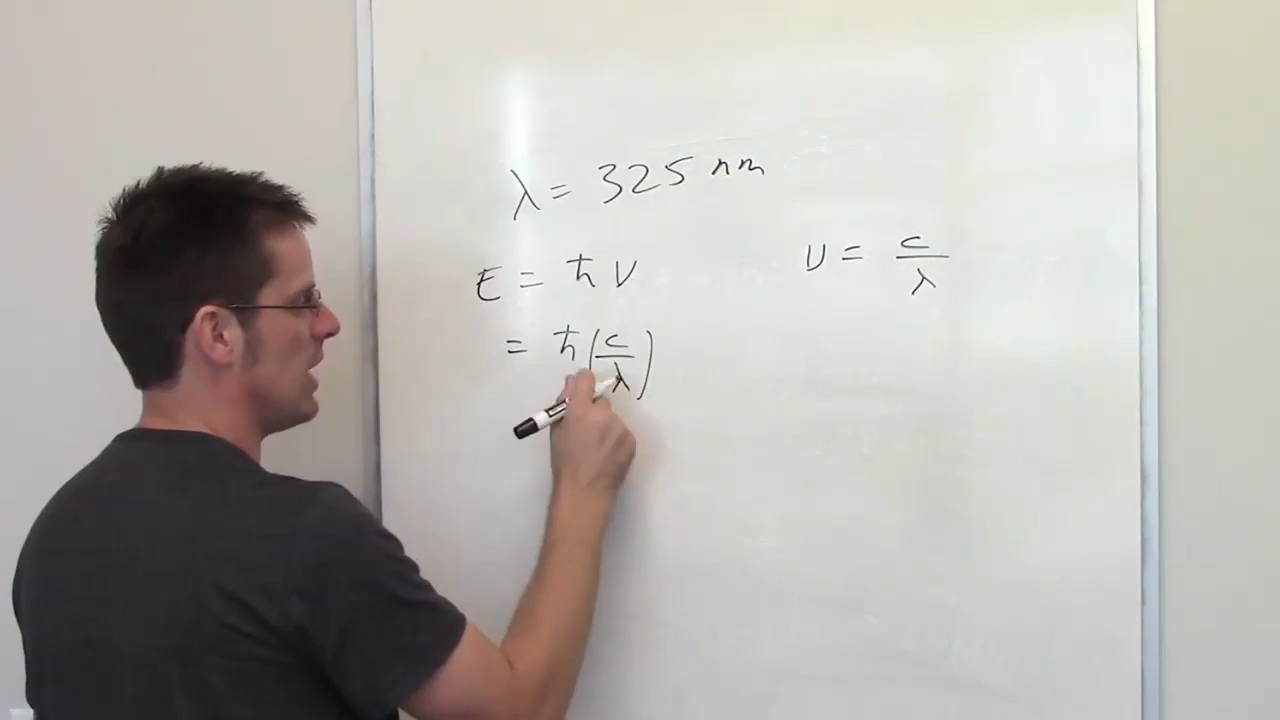 λ = 325 nm
E = ħ ν
ν = c/λ
= ħ (c/λ)